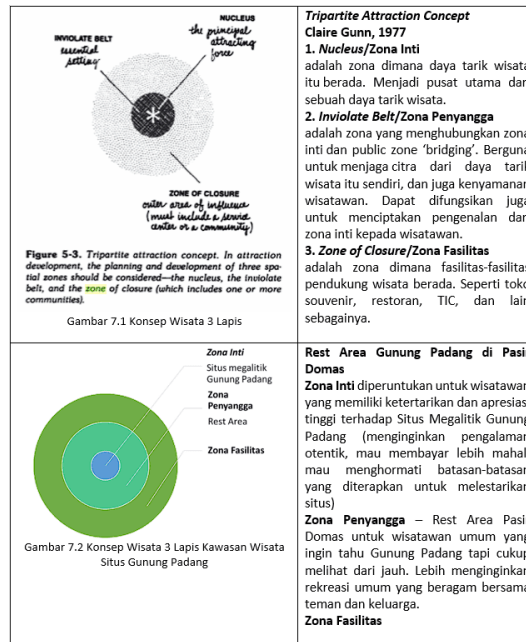 NUCLEUS
the principal
attracting
force
INVIOLATE BELT
essential
setting
ZONE OF CLOSURE
outer area of influence
(must include a service
center or a community)
Figure 5-3. Tripartite attraction concept. In attraction
development, the planning and development of three spa-
tial zones should be considered—the nucleus, the inviolate
belt, and the zone of closure (which includes one or more
communities).
Gambar 7.1 Konsep Wisata 3 Lapis
Tripartite Attraction Concept
Claire Gunn, 1977
1. Nucleus/Zona Inti
adalah zona dimana daya tarik wisata
itu berada. Menjadi pusat utama dar
sebuah daya tarik wisata.
2. Inviolate Belt/Zona Penyangga
adalah zona yang menghubungkan zona
inti dan public zone ‘bridging’. Berguna
untuk menjaga citra dari daya tarik
wisata itu sendiri, dan juga kenyamanan
wisatawan. Dapat difungsikan juga
untuk menciptakan pengenalan dar
zona inti kepada wisatawan.
3. Zone of Closure/Zona Fasilitas
adalah zona dimana fasilitas-fasilitas
pendukung wisata berada. Seperti toko
souvenir, restoran, TIC, dan lain
sebagainya.
Zona Inti
Situs megalitik
Gunung Padang
Zona
Penyangga
Rest Area
Zona Fasilitas
Gambar 7.2 Konsep Wisata 3 Lapis Kawasan Wisata
Situs Gunung Padang
Rest Area Gunung Padang di Pasi
Domas
Zona Inti diperuntukan untuk wisatawan
yang memiliki ketertarikan dan apresias
tinggi terhadap Situs Megalitik Gunung
Padang (menginginkan pengalaman
otentik, mau membayar lebih mahal
mau menghormati batasan-batasan
yang diterapkan untuk melestarikan
situs)
Zona Penyangga – Rest Area Pasi
Domas untuk wisatawan umum yang
ingin tahu Gunung Padang tapi cukup
melihat dari jauh. Lebih menginginkan
rekreasi umum yang beragam bersama
teman dan keluarga.
Zona Fasilitas